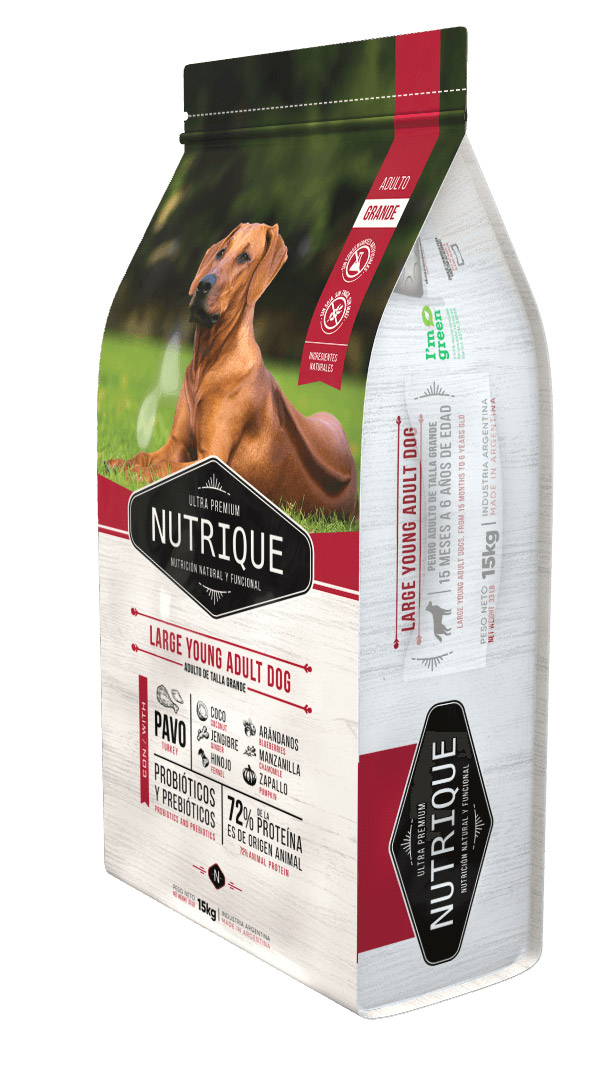 ADULTO
GRANDE
INGREDIENTES
NATURALES
ULTRA PREMIUM
NUTRIQUE
NUTRICIÓN NATURAL Y FUNCIONAL
LARGE YOUNG ADULT DOG
ADULTO DE TALLA GRANDE
CON / WITH
PAVO
TURKEY
COCO
COCONUT
JENGIBRE
GINGER
HINOJO
FENNEL
ARÁNDANOS
BLUEBERRIES
MANZANILLA
CHAMOMILE
ZAPALLO
PUMPKIN
PROBIÓTICOS
Y PREBIÓTICOS
PROBIOTICS AND PREBIOTICS
72% DE LA
PROTEÍNA
ES DE ORIGEN ANIMAL
72% ANIMAL PROTEIN
N
PESO NETO
15kg
INDUSTRIA ARGENTINA
MADE IN ARGENTINA
I'm
green
LARGE YOUNG ADULT DOG
PERRO ADULTO DE TALLA GRANDE
15 MESES A 6 AÑOS DE EDAD
LARGE YOUNG ADULT DOGS, FROM 15 MONTHS TO 6 YEARS OLD
PESO NETO
NET WEIGHT 33 LB
15kg
INDUSTRIA ARGENTINA
MADE IN ARGENTINA
ULTRA PREMIUM
NUTRIQUE
NUTRICIÓN NATURAL Y FUNCIONAL